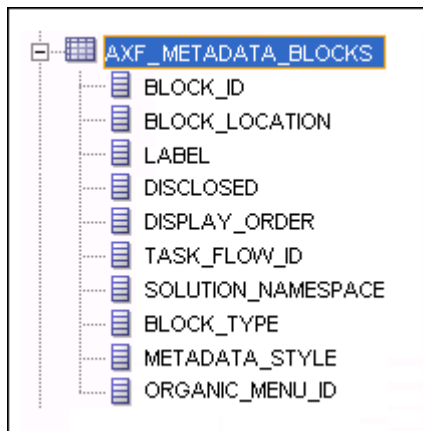 AXF_METADATA_BLOCKS
BLOCK_ID
BLOCK_LOCATION
LABEL
DISCLOSED
DISPLAY_ORDER
TASK_FLOW_ID
SOLUTION_NAMESPACE
BLOCK_TYPE
METADATA_STYLE
ORGANIC_MENU_ID